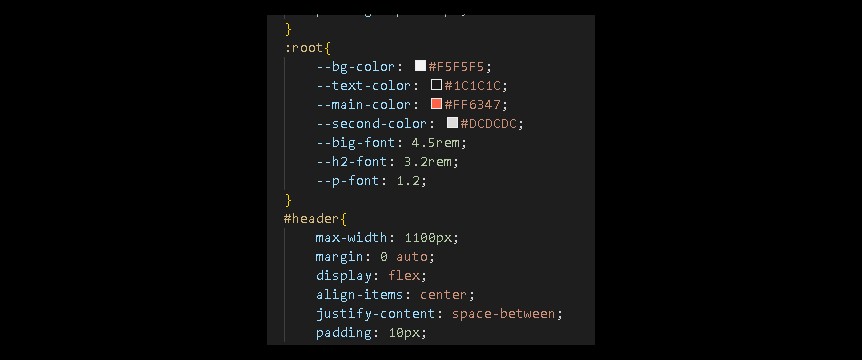 }
:root{
--bg-color: #F5F5F5;
--text-color: #1C1C1C;
--main-color: #FF6347;
--second-color: #DCDCDC;
--big-font: 4.5rem;
--h2-font: 3.2rem;
--p-font: 1.2;
}
#header{
max-width: 1100px;
margin: 0 auto;
display: flex;
align-items: center;
justify-content: space-between;
padding: 10px;